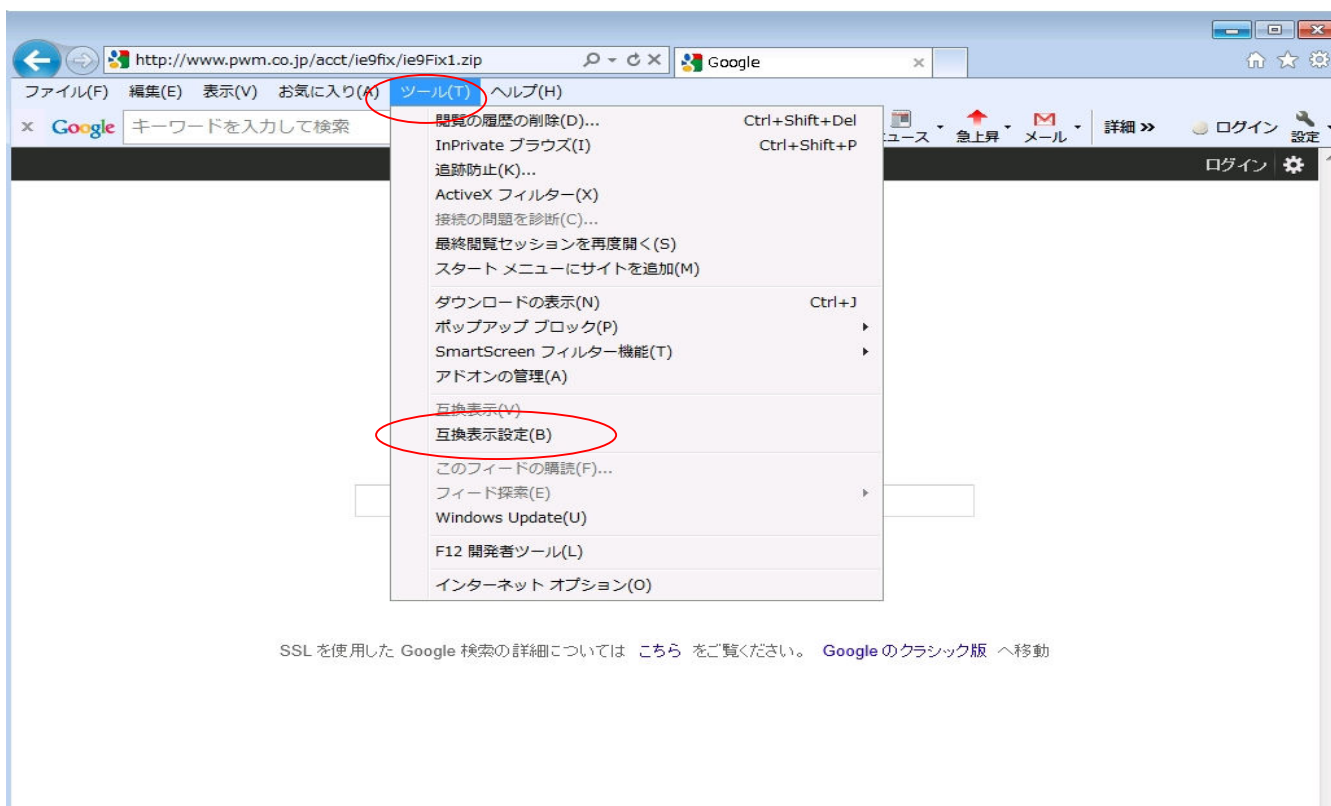 http://www.pwm.co.jp/acct/ie9fix/ie9Fix1.zip
Google
ファイル(F) 編集(E) 表示(V) お気に入り(A) ツール(T) ヘルプ(H)
x Google キーワードを入力して検索
ュース 急上昇 メール 詳細 » ログイン 設定
ログイン
閲覧の履歴の削除(D)... Ctrl+Shift+Del
InPrivate ブラウズ(I) Ctrl+Shift+P
追跡防止(K)...
ActiveX フィルター(X)
接続の問題を診断(C)...
最終閲覧セッションを再度開く(S)
スタート メニューにサイトを追加(M)
ダウンロードの表示(N) Ctrl+J
ポップアップ ブロック(P)
SmartScreen フィルター機能(T)
アドオンの管理(A)
互換表示(V)
互換表示設定(B)
このフィードの購読(F)...
フィード探索(E)
Windows Update(U)
F12 開発者ツール(L)
インターネット オプション(O)
SSL を使用した Google 検索の詳細については こちら をご覧ください。 Google のクラシック版 へ移動